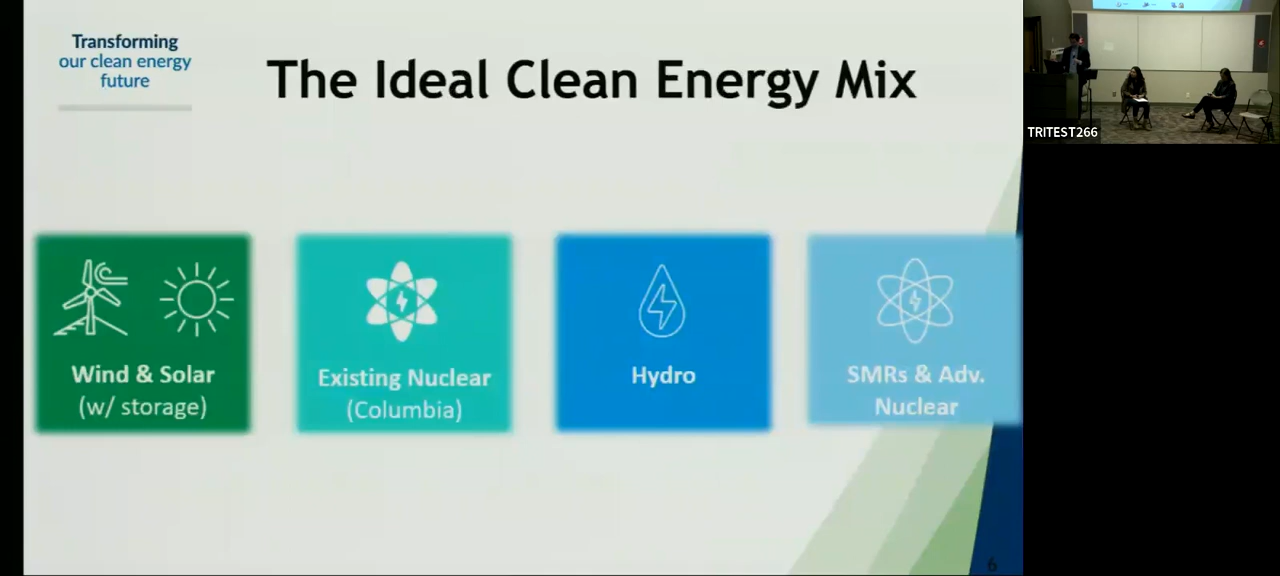 Transforming
our clean energy
future
The Ideal Clean Energy Mix
Wind & Solar
(w/ storage)
Existing Nuclear
(Columbia)
Hydro
SMRs & Adv.
Nuclear
6
TRITEST266